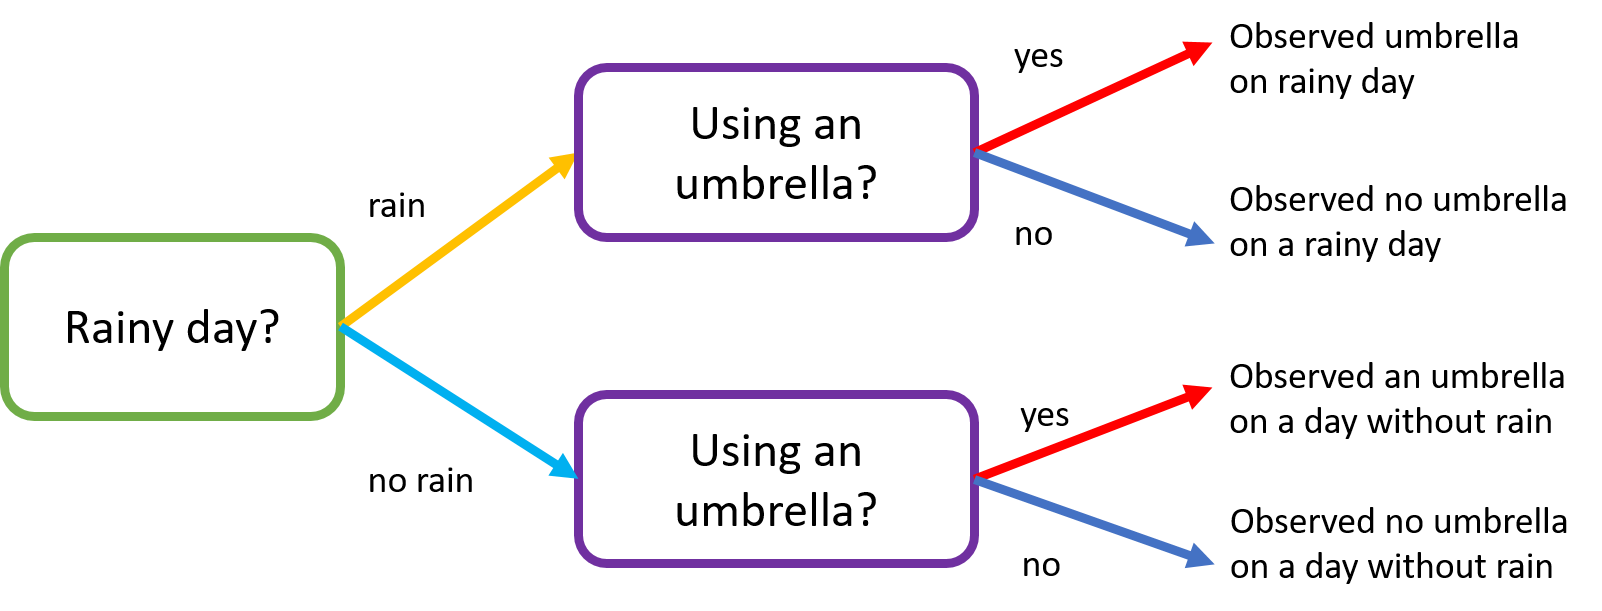 Rainy day?
rain
no rain
Using an
umbrella?
yes
no
Observed umbrella
on rainy day
Observed no umbrella
on a rainy day
Using an
umbrella?
yes
no
Observed an umbrella
on a day without rain
Observed no umbrella
on a day without rain